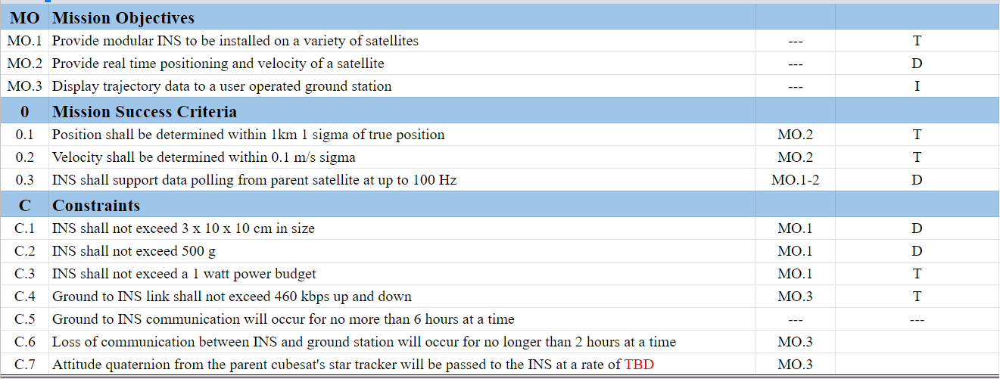 MO Mission Objectives
MO.1 Provide modular INS to be installed on a variety of satellites --- T
MO.2 Provide real time positioning and velocity of a satellite --- D
MO.3 Display trajectory data to a user operated ground station --- I
0 Mission Success Criteria
0.1 Position shall be determined within 1km 1 sigma of true position MO.2 T
0.2 Velocity shall be determined within 0.1 m/s sigma MO.2 T
0.3 INS shall support data polling from parent satellite at up to 100 Hz MO.1-2 D
C Constraints
C.1 INS shall not exceed 3 x 10 x 10 cm in size MO.1 D
C.2 INS shall not exceed 500 g MO.1 D
C.3 INS shall not exceed a 1 watt power budget MO.1 T
C.4 Ground to INS link shall not exceed 460 kbps up and down MO.3 T
C.5 Ground to INS communication will occur for no more than 6 hours at a time --- ---
C.6 Loss of communication between INS and ground station will occur for no longer than 2 hours at a time MO.3
C.7 Attitude quaternion from the parent cubesat's star tracker will be passed to the INS at a rate of TBD MO.3